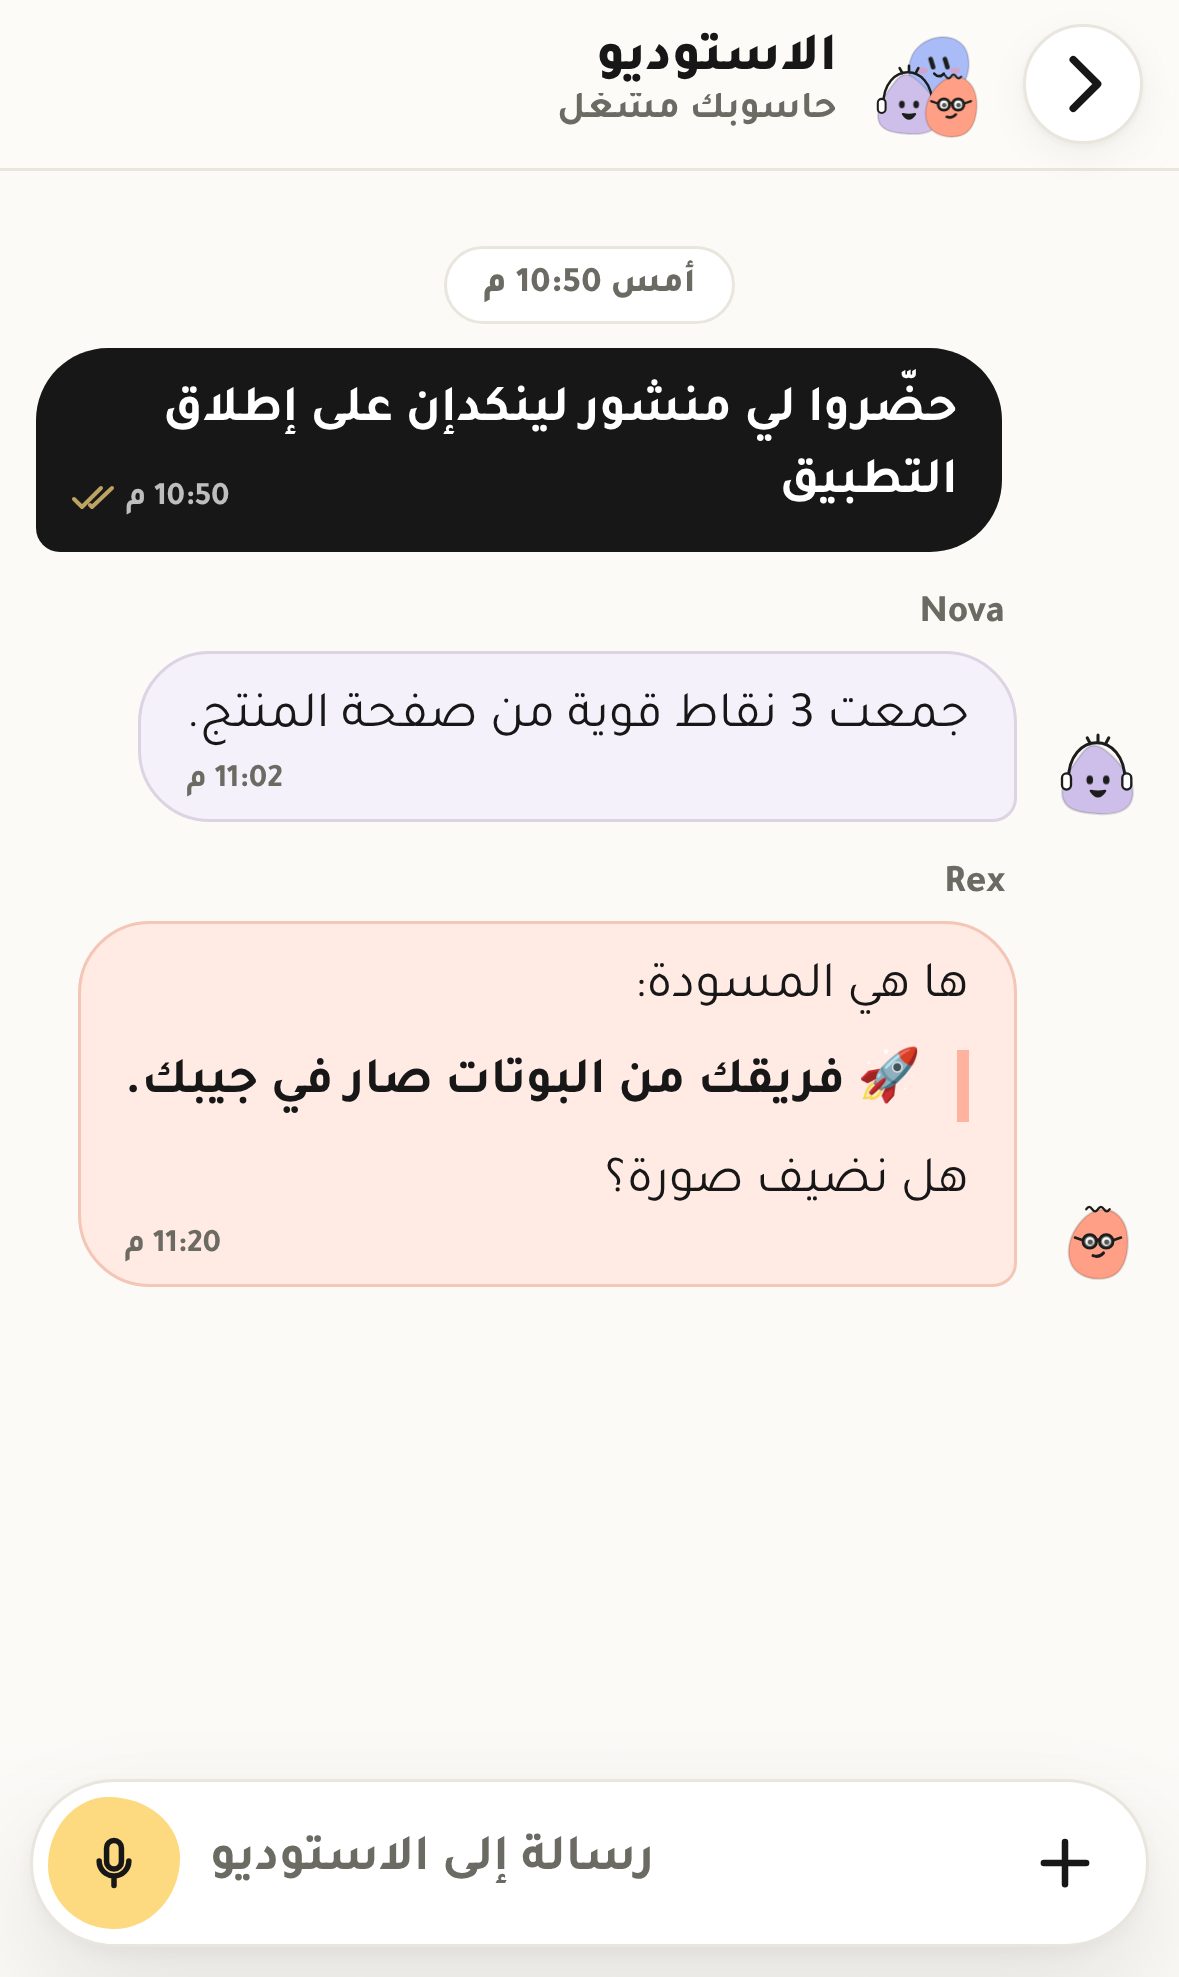 الاستوديو
حاسوبك مشغل
أمس 10:50 م
حضّروا لي منشور لينكدإن على إطلاق
التطبيق
10:50 م
Nova
جمعت 3 نقاط قوية من صفحة المنتج.
11:02 م
Rex
ها هي المسودة:
🚀 فريقك من البوتات صار في جيبك.
هل نضيف صورة؟
11:20 م
رسالة إلى الاستوديو